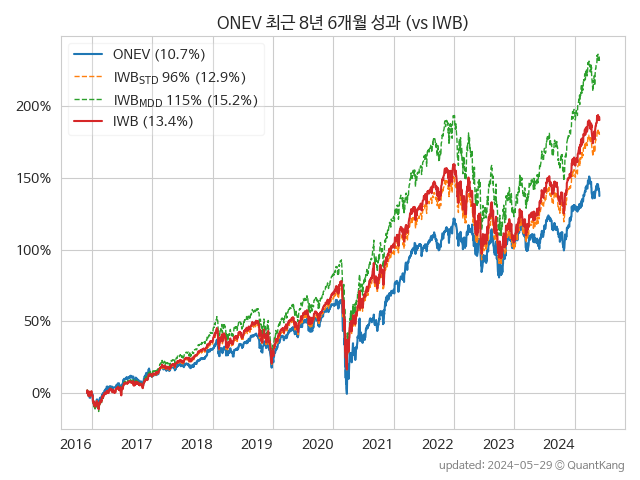 ONEV 최근 8년 6개월 성과 (vs IWB)
ONEV (10.7%)
IWBSTD 96% (12.9%)
IWBMDD 115% (15.2%)
IWB (13.4%)
200%
150%
100%
50%
0%
2016 2017 2018 2019 2020 2021 2022 2023 2024
updated: 2024-05-29 © QuantKang